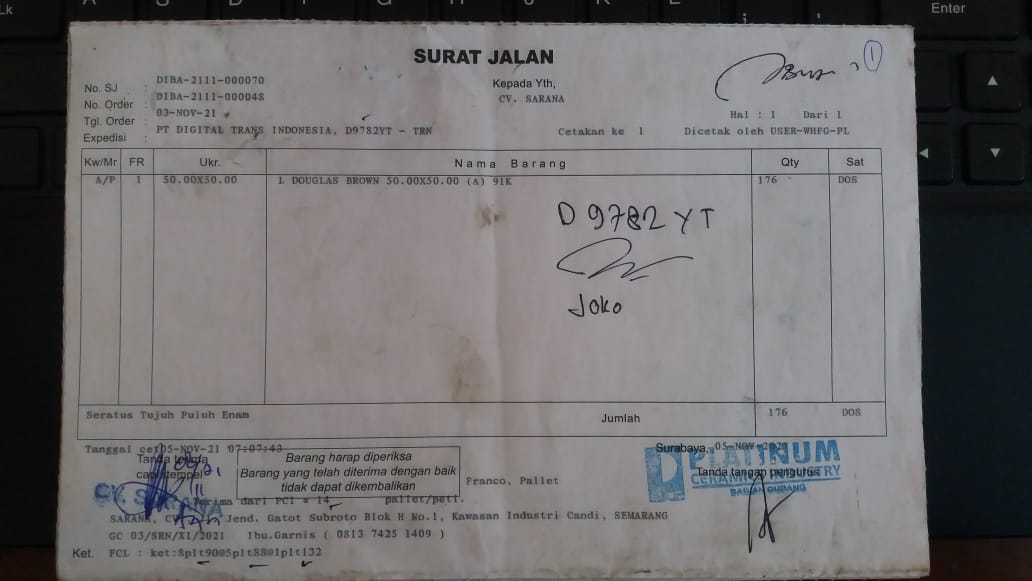 SURAT JALAN
1
No. SJ : DIBA-2111-000070
No. Order : DIBA-2111-000048
Tgl. Order : 03-NOV-21
Expedisi : PT DIGITAL TRANS INDONESIA, D9782YT - TRN
Kepada Yth,
CV. SARANA
Hal : 1 Dari 1
Cetakan ke 1 Dicetak oleh USER-WHFG-PL
Kw/Mr FR Ukr. Nama Barang Qty Sat
A/P 1 50.00X50.00 L DOUGLAS BROWN 50.00X50.00 (A) 91K 176 DOS
D 9782 YT
Joko
Seratus Tujuh Puluh Enam Jumlah 176 DOS
Tanggal cet05-NOV-21 07:07:43
Tanda terima
cap stempel
CV. SARANA
Barang harap diperiksa
Barang yang telah diterima dengan baik
tidak dapat dikembalikan
Franco, Pallet
Surabaya, 05-NOV-2021
PLATINUM
CERAMICS INDUSTRY
BAGIAN GUDANG
Tanda tangan pengurus
Terima dari PCI = 14 pallet/peti.
SARANA, CV Jend. Gatot Subroto Blok H No.1, Kawasan Industri Candi, SEMARANG
GC 03/SRN/XI/2021 Ibu.Garnis ( 0813 7425 1409 )
Ket. FCL : ket:8plt90@5plt88@1plt132